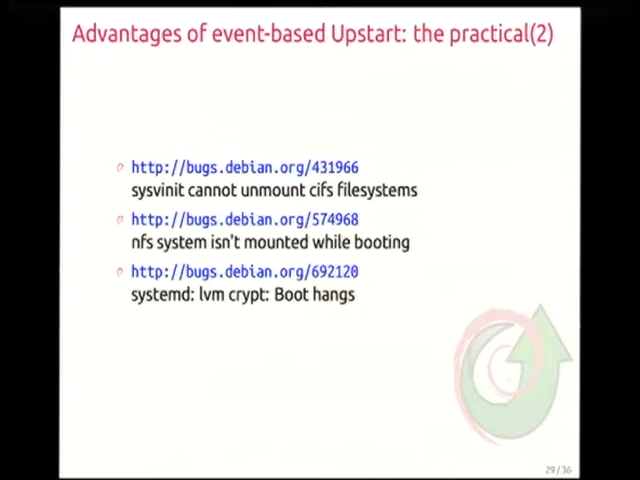 Advantages of event-based Upstart: the practical(2)
http://bugs.debian.org/431966
sysvinit cannot unmount cifs filesystems
http://bugs.debian.org/574968
nfs system isn't mounted while booting
http://bugs.debian.org/692120
systemd: lvm crypt: Boot hangs
29/36